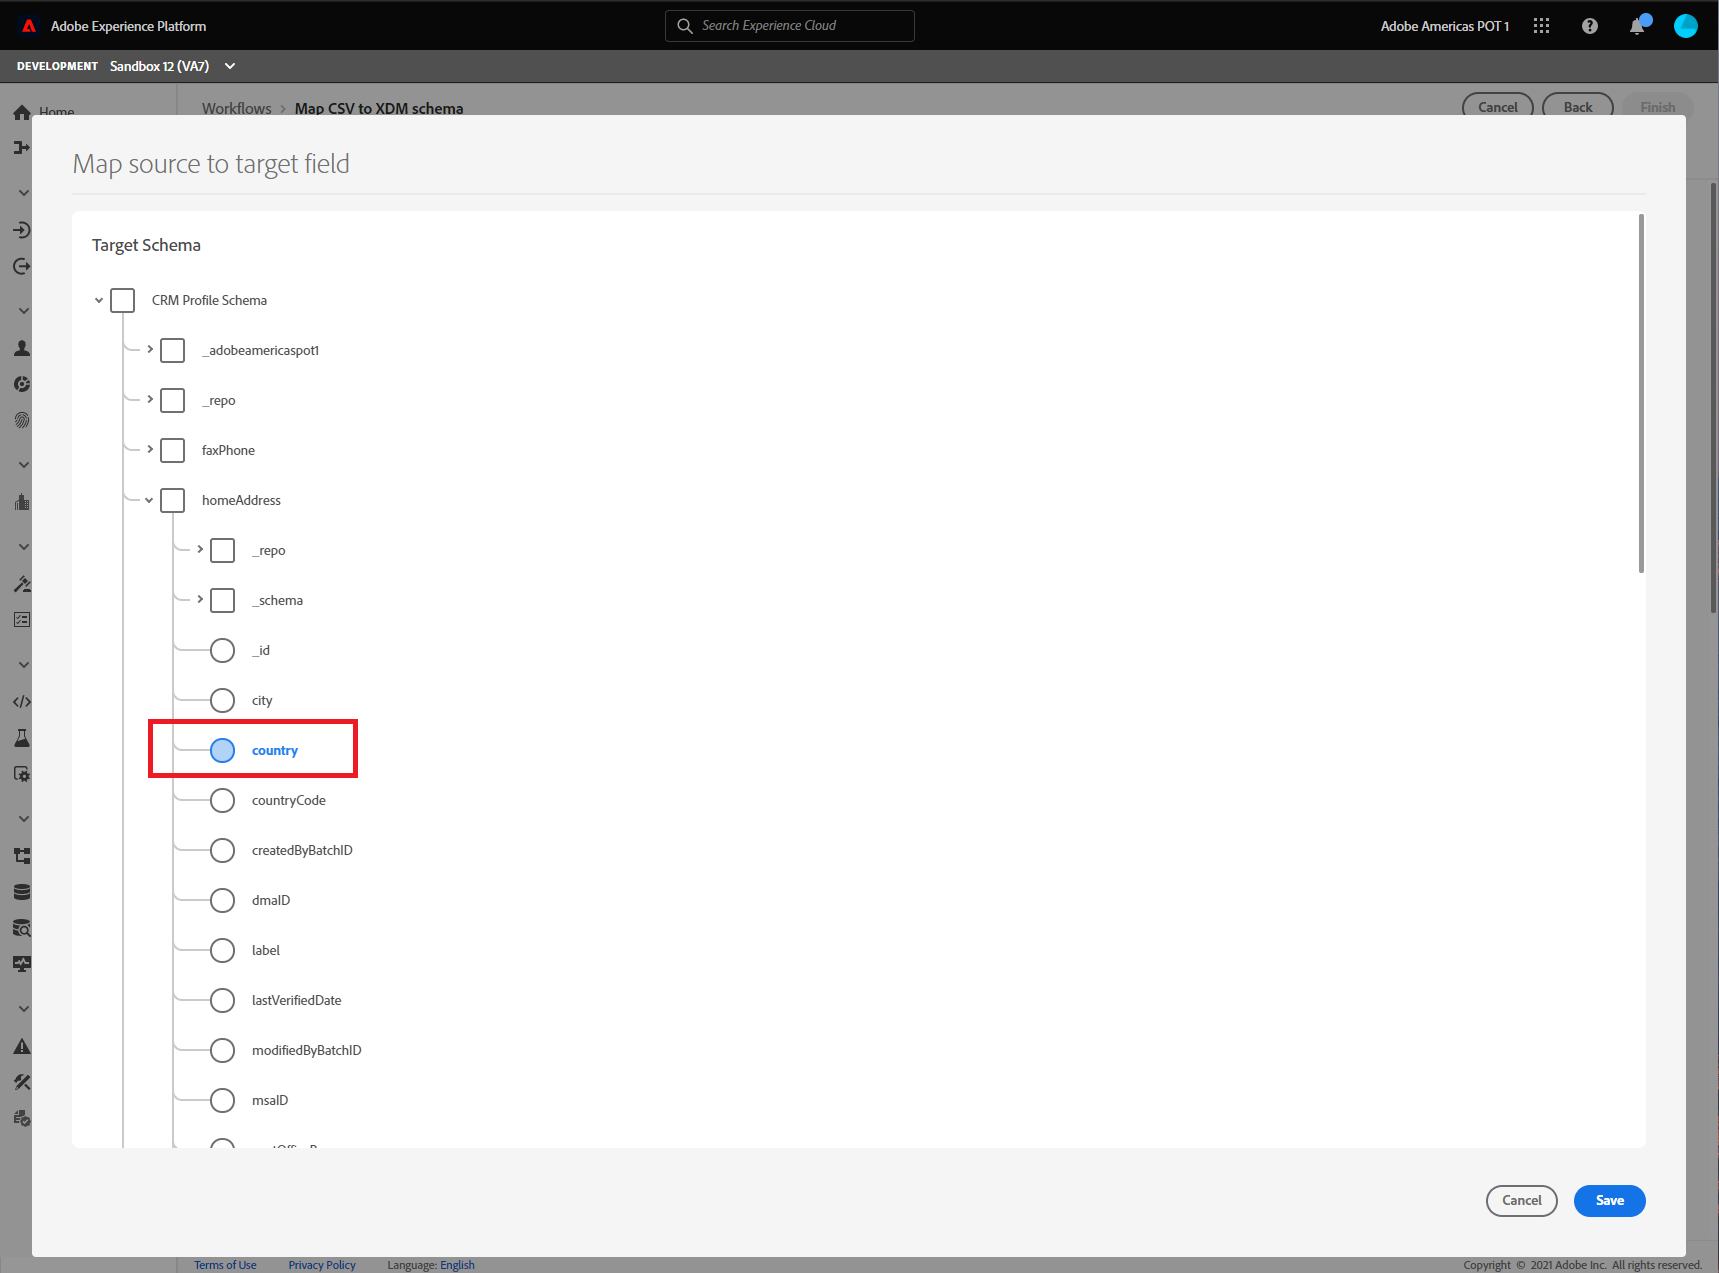 Adobe Experience Platform
Search Experience Cloud
Adobe Americas POT 1
DEVELOPMENT Sandbox 12 (VA7)
Home
Workflows > Map CSV to XDM schema
Cancel
Back
Finish
Map source to target field
Target Schema
CRM Profile Schema
_adobeamericaspot1
_repo
faxPhone
homeAddress
_repo
_schema
_id
city
country
countryCode
createdByBatchID
dmaID
label
lastVerifiedDate
modifiedByBatchID
msaID
Cancel
Save
Terms of Use Privacy Policy Language: English
Copyright © 2021 Adobe Inc. All rights reserved.